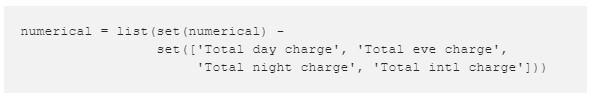 numerical = list(set(numerical) -
                 set(['Total day charge', 'Total eve charge',
                      'Total night charge', 'Total intl charge']))